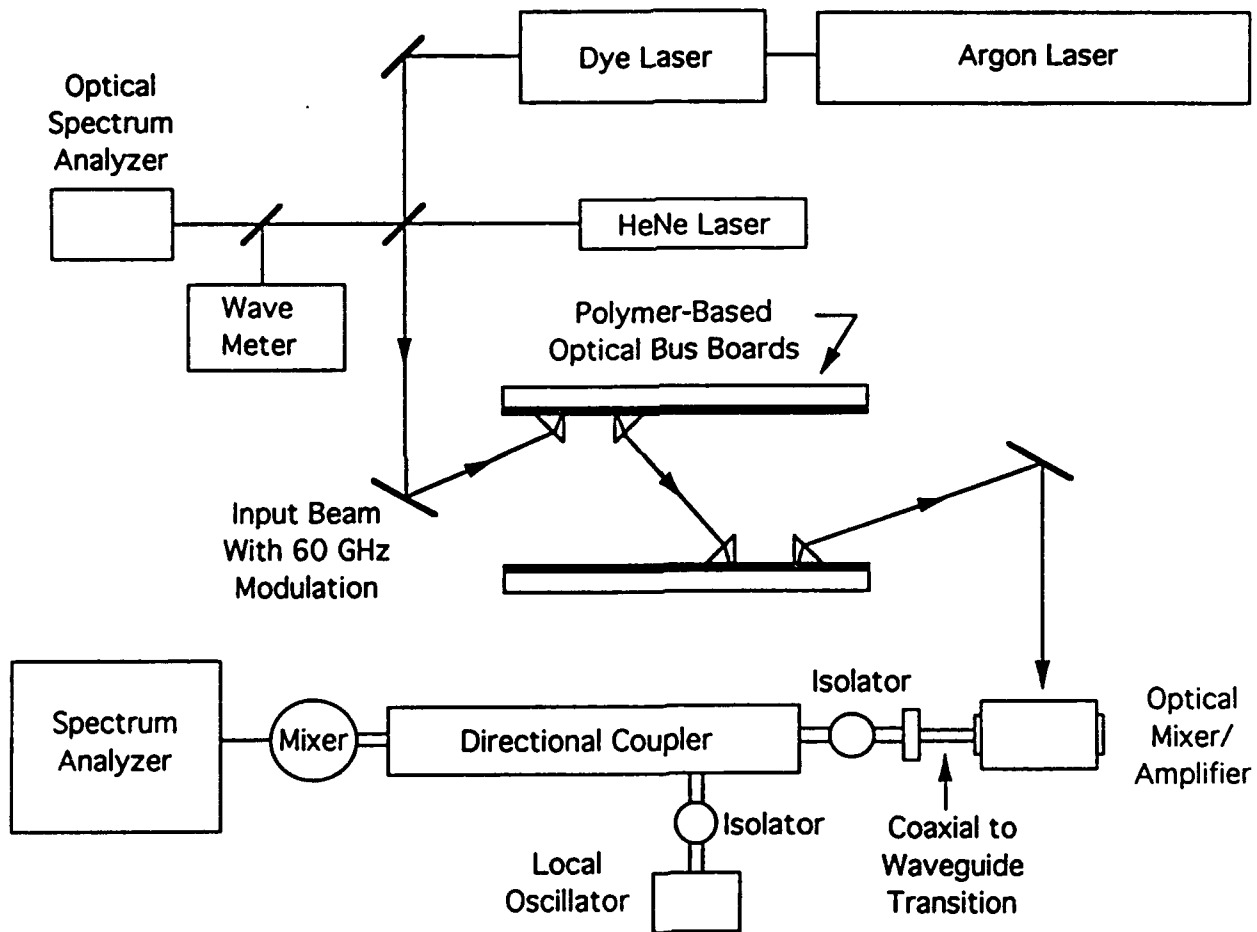 Dye Laser
Argon Laser
Optical
Spectrum
Analyzer
HeNe Laser
Wave
Meter
Polymer-Based
Optical Bus Boards
Input Beam
With 60 GHz
Modulation
Isolator
Spectrum
Analyzer
Mixer
Directional Coupler
Optical
Mixer/
Amplifier
Isolator
Local
Oscillator
Coaxial to
Waveguide
Transition